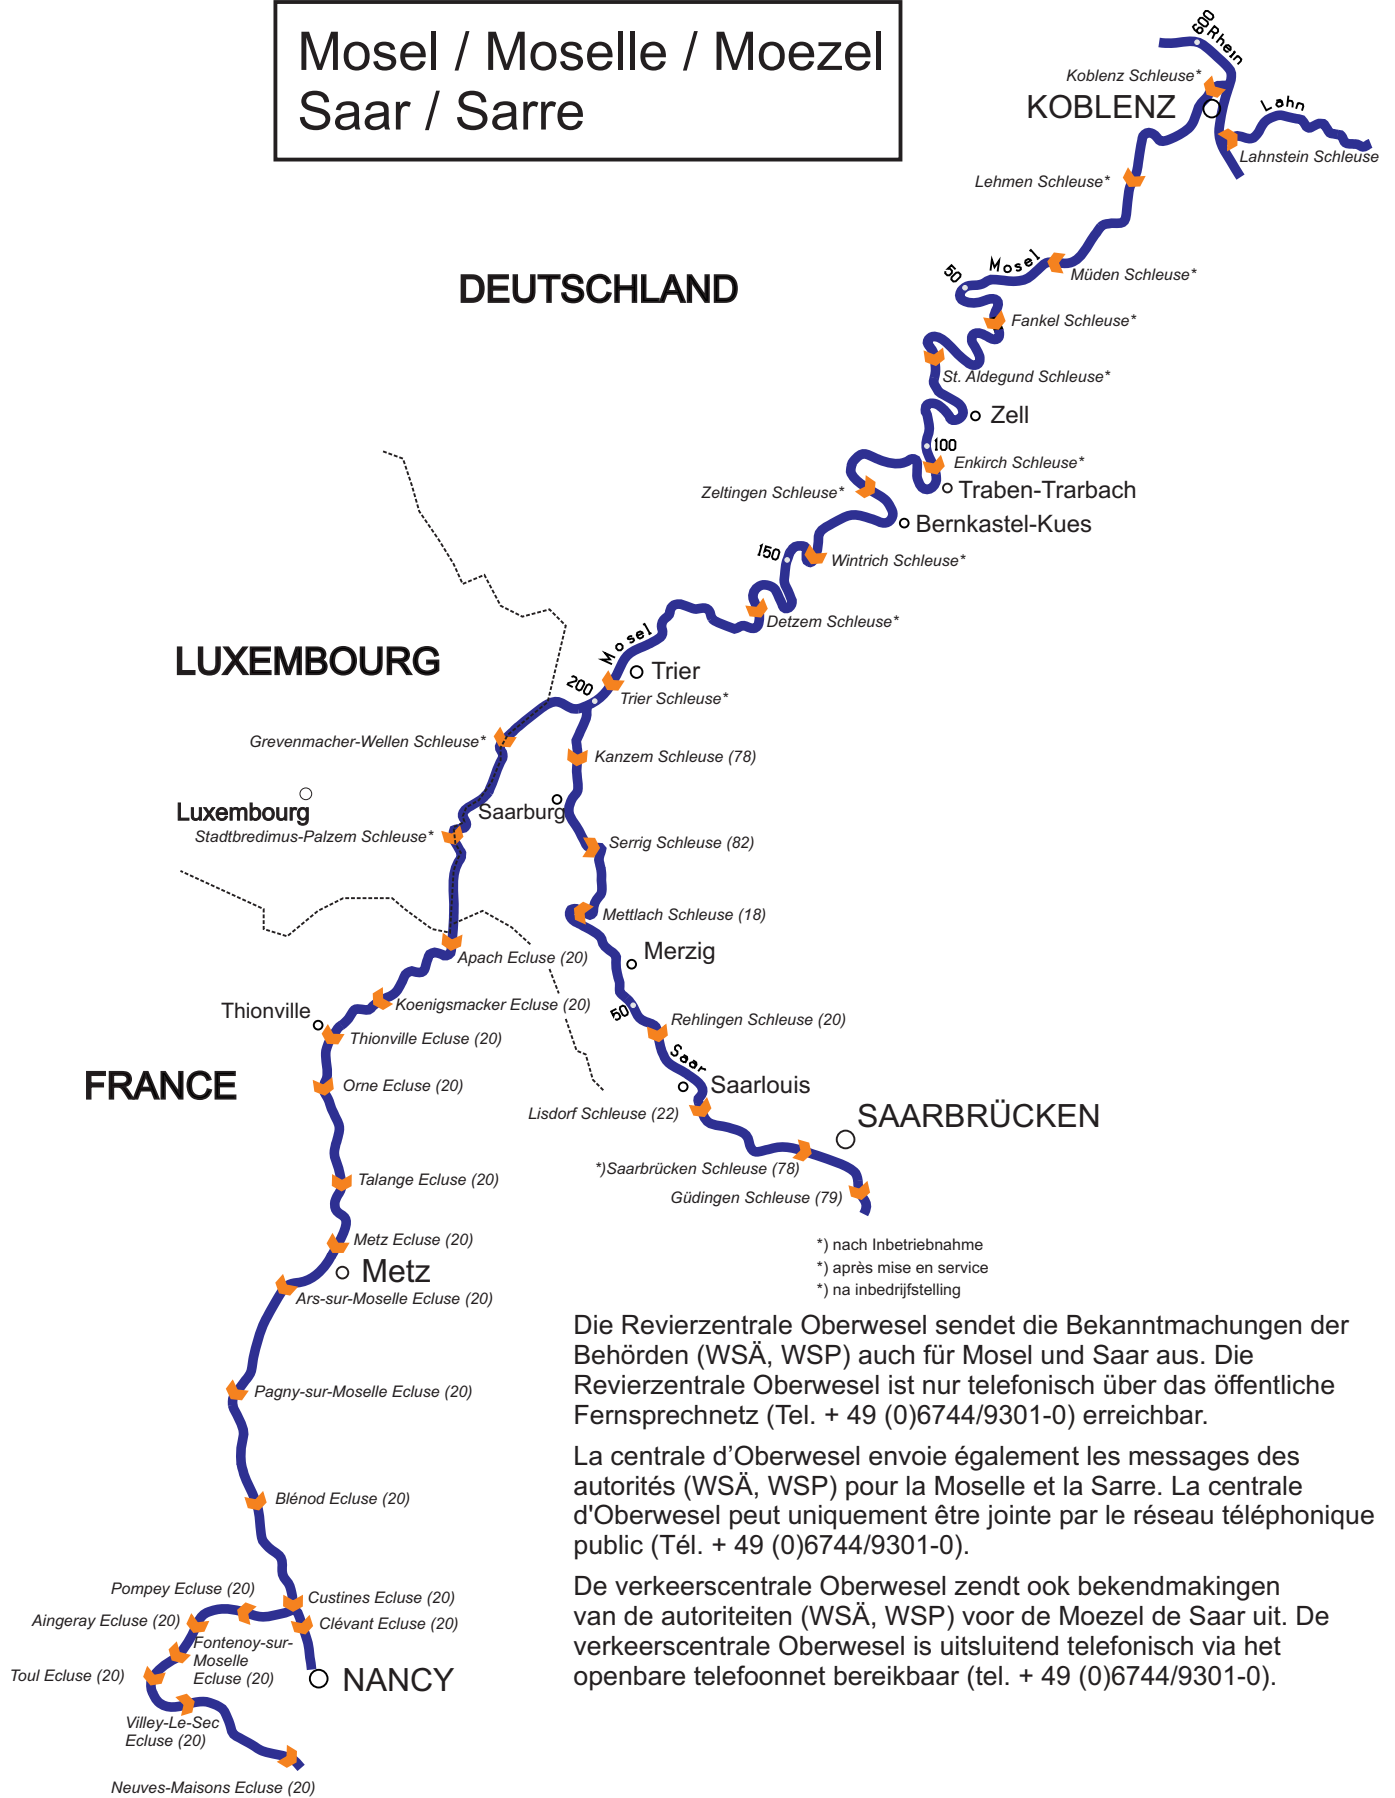 Mosel / Moselle / Moezel
Saar / Sarre
600
Rhein
Koblenz Schleuse*
KOBLENZ
Lahn
Lahnstein Schleuse
Lehmen Schleuse*
DEUTSCHLAND
50
Mosel
Müden Schleuse*
Fankel Schleuse*
St. Aldegund Schleuse*
Zell
100
Enkirch Schleuse*
Zeltingen Schleuse*
Traben-Trarbach
Bernkastel-Kues
150
Wintrich Schleuse*
Detzem Schleuse*
Mosel
LUXEMBOURG
Trier
200
Trier Schleuse*
Grevenmacher-Wellen Schleuse*
Kanzem Schleuse (78)
Luxembourg
Saarburg
Stadtbredimus-Palzem Schleuse*
Serrig Schleuse (82)
Mettlach Schleuse (18)
Merzig
Apach Ecluse (20)
Koenigsmacker Ecluse (20)
Thionville
50
Rehlingen Schleuse (20)
Thionville Ecluse (20)
Saar
FRANCE
Orne Ecluse (20)
Saarlouis
Lisdorf Schleuse (22)
SAARBRÜCKEN
*)Saarbrücken Schleuse (78)
Talange Ecluse (20)
Güdingen Schleuse (79)
Metz Ecluse (20)
*) nach Inbetriebnahme
*) après mise en service
*) na inbedrijfstelling
Metz
Ars-sur-Moselle Ecluse (20)
Die Revierzentrale Oberwesel sendet die Bekanntmachungen der
Behörden (WSÄ, WSP) auch für Mosel und Saar aus. Die
Revierzentrale Oberwesel ist nur telefonisch über das öffentliche
Fernsprechnetz (Tel. + 49 (0)6744/9301-0) erreichbar.
Pagny-sur-Moselle Ecluse (20)
La centrale d’Oberwesel envoie également les messages des
autorités (WSÄ, WSP) pour la Moselle et la Sarre. La centrale
d'Oberwesel peut uniquement être jointe par le réseau téléphonique
public (Tél. + 49 (0)6744/9301-0).
Blénod Ecluse (20)
De verkeerscentrale Oberwesel zendt ook bekendmakingen
van de autoriteiten (WSÄ, WSP) voor de Moezel de Saar uit. De
verkeerscentrale Oberwesel is uitsluitend telefonisch via het
openbare telefoonnet bereikbaar (tel. + 49 (0)6744/9301-0).
Pompey Ecluse (20)
Custines Ecluse (20)
Aingeray Ecluse (20)
Clévant Ecluse (20)
Fontenoy-sur-
Moselle
Ecluse (20)
Toul Ecluse (20)
NANCY
Villey-Le-Sec
Ecluse (20)
Neuves-Maisons Ecluse (20)